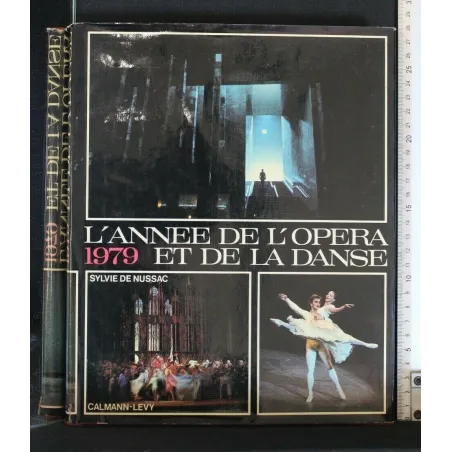 L'ANNEE DE L'OPERA
1979 ET DE LA DANSE
SYLVIE DE NUSSAC
CALMANN-LEVY